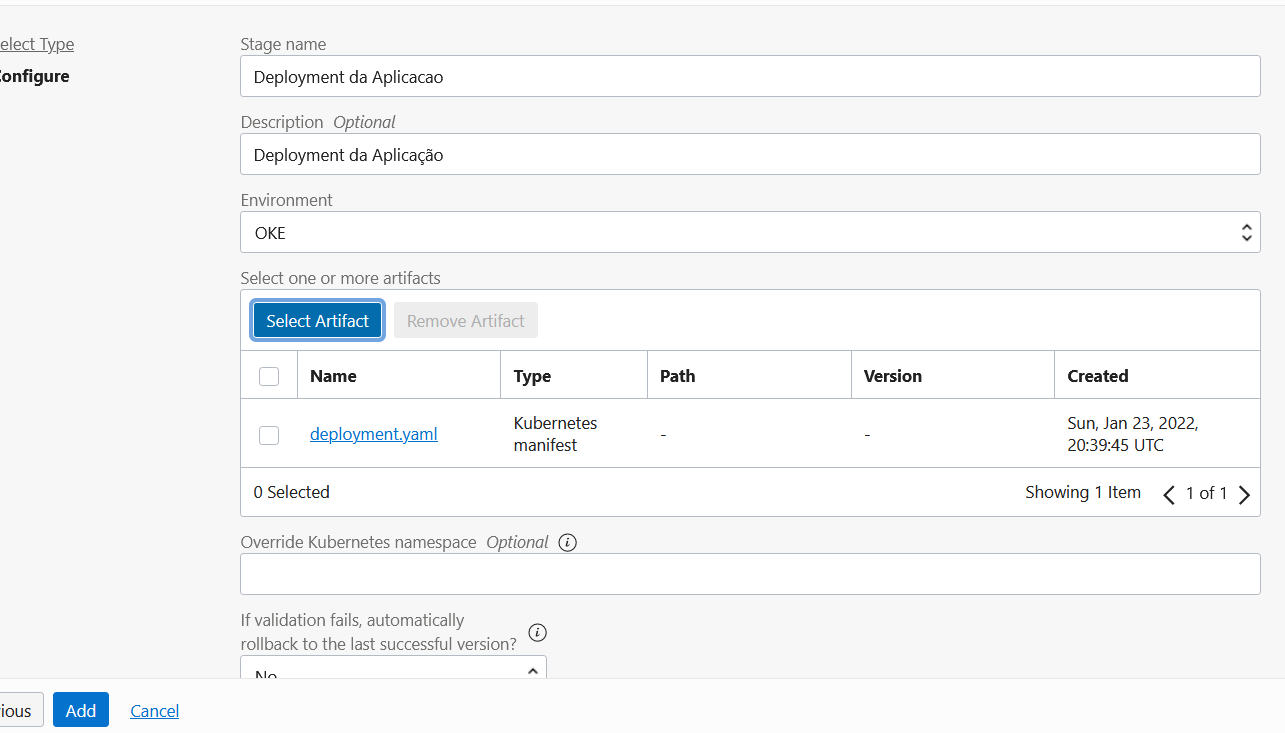 elect Type
Configure
Stage name
Deployment da Aplicacao
Description Optional
Deployment da Aplicação
Environment
OKE
Select one or more artifacts
Select Artifact Remove Artifact
Name Type Path Version Created
deployment.yaml Kubernetes manifest - - Sun, Jan 23, 2022, 20:39:45 UTC
0 Selected Showing 1 Item 1 of 1
Override Kubernetes namespace Optional
If validation fails, automatically
rollback to the last successful version?
No
ious Add Cancel